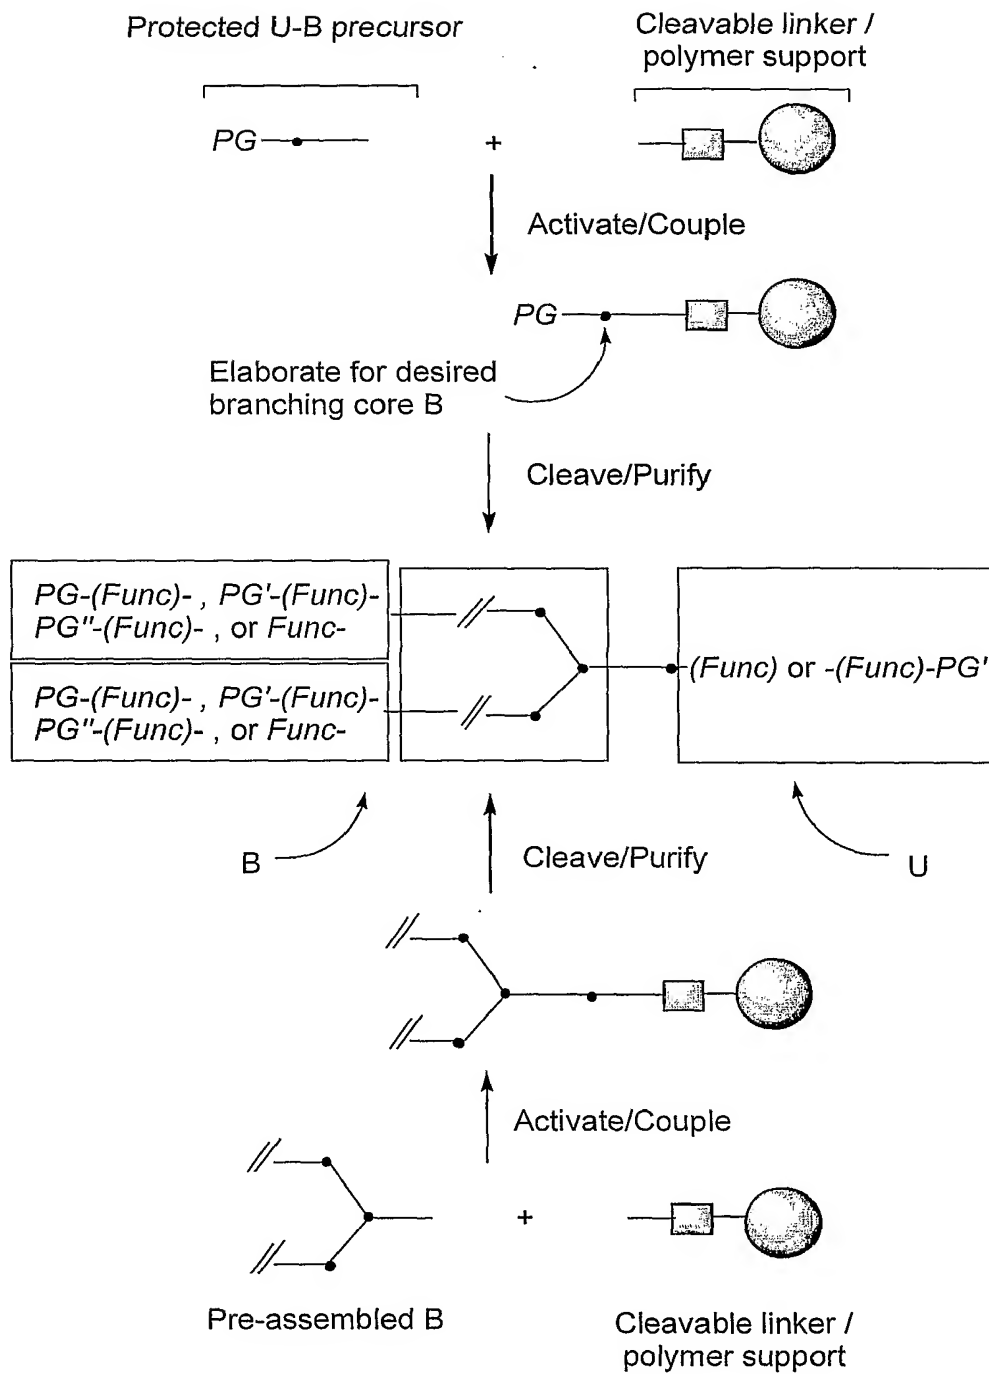 Protected U-B precursor
Cleavable linker /
polymer support
PG
+
Activate/Couple
PG
Elaborate for desired
branching core B
Cleave/Purify
PG-(Func)- , PG'-(Func)-
PG"-(Func)- , or Func-
(Func) or -(Func)-PG'
PG-(Func)- , PG'-(Func)-
PG"-(Func)- , or Func-
B
Cleave/Purify
U
Activate/Couple
+
Pre-assembled B
Cleavable linker /
polymer support